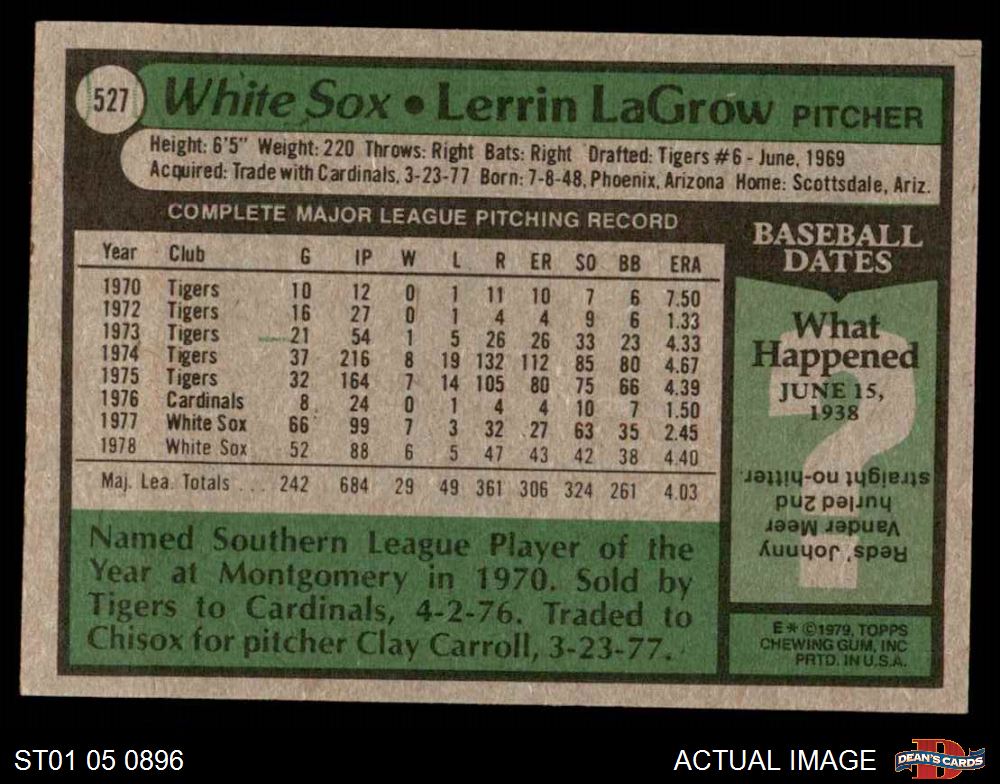 527 White Sox • Lerrin LaGrow PITCHER
Height: 6'5" Weight: 220 Throws: Right Bats: Right Drafted: Tigers #6 - June, 1969
Acquired: Trade with Cardinals, 3-23-77 Born: 7-8-48, Phoenix, Arizona Home: Scottsdale, Ariz.
COMPLETE MAJOR LEAGUE PITCHING RECORD
Year Club G IP W L R ER SO BB ERA
1970 Tigers 10 12 0 1 11 10 7 6 7.50
1972 Tigers 16 27 0 1 4 4 9 6 1.33
1973 Tigers 21 54 1 5 26 26 33 23 4.33
1974 Tigers 37 216 8 19 132 112 85 80 4.67
1975 Tigers 32 164 7 14 105 80 75 66 4.39
1976 Cardinals 8 24 0 1 4 4 10 7 1.50
1977 White Sox 66 99 7 3 32 27 63 35 2.45
1978 White Sox 52 88 6 5 47 43 42 38 4.40
Maj. Lea. Totals ... 242 684 29 49 361 306 324 261 4.03
Named Southern League Player of the
Year at Montgomery in 1970. Sold by
Tigers to Cardinals, 4-2-76. Traded to
Chisox for pitcher Clay Carroll, 3-23-77.
BASEBALL
DATES
What
Happened
JUNE 15,
1938
?
Reds' Johnny
Vander Meer
hurled 2nd
straight no-hitter.
E * ©1979, TOPPS
CHEWING GUM, INC
PRTD. IN U.S.A.
ST01 05 0896
ACTUAL IMAGE
D
DEAN'S CARDS